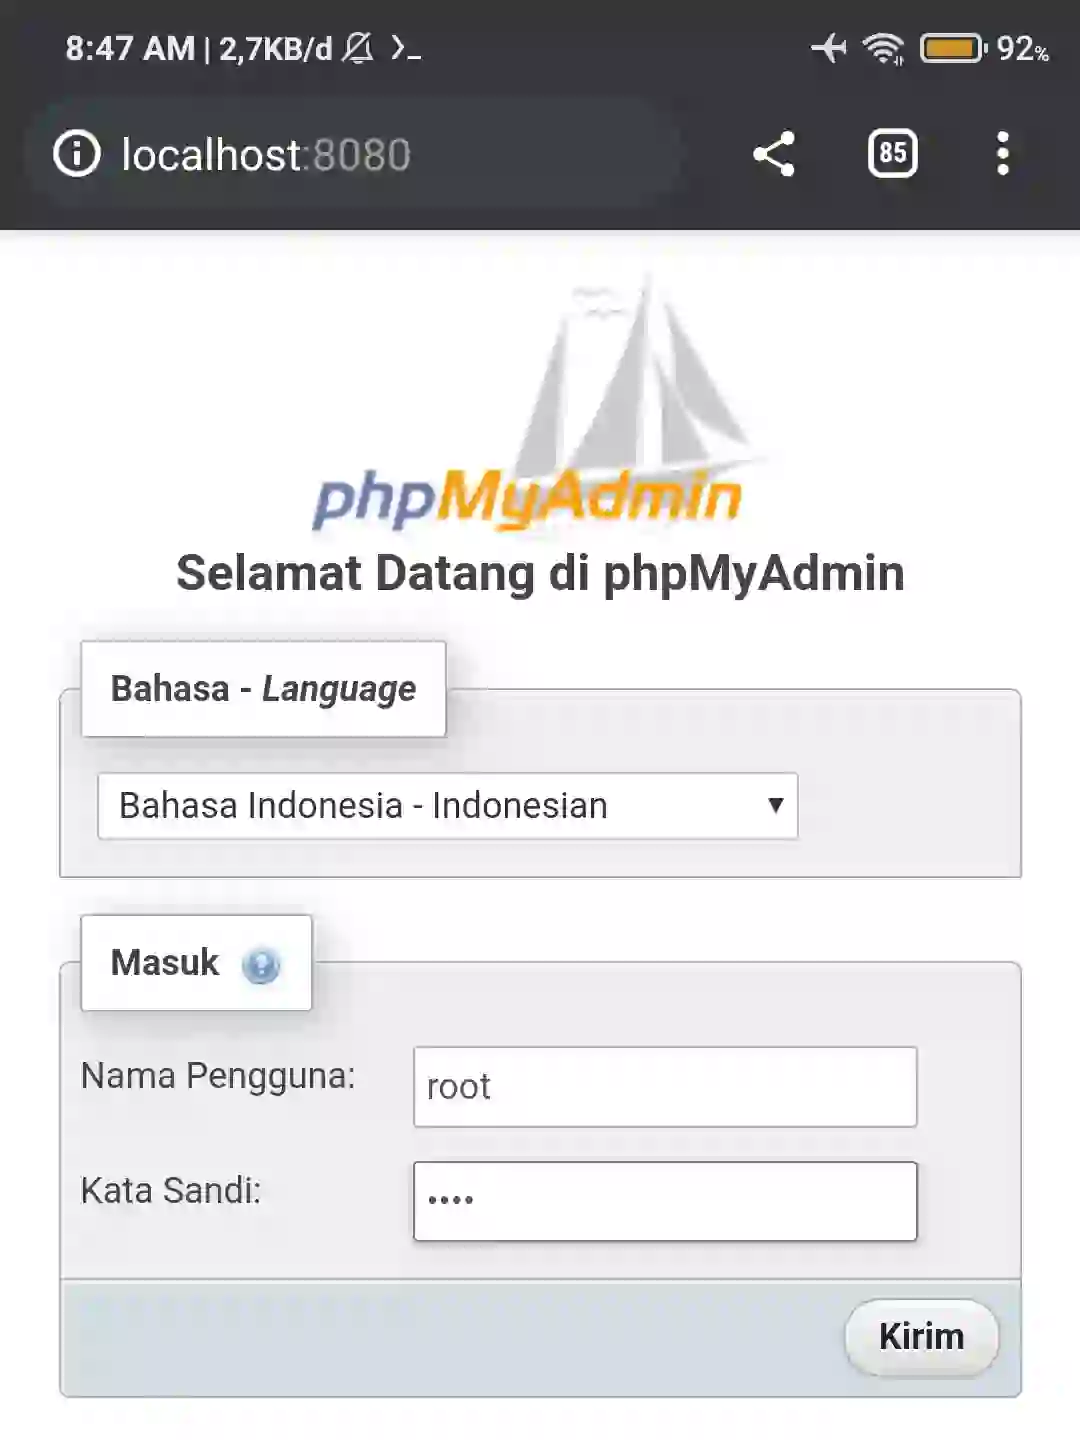 8:47 AM | 2,7KB/d >_ 92%
localhost:8080 85
phpMyAdmin
Selamat Datang di phpMyAdmin
Bahasa - Language
Bahasa Indonesia - Indonesian
Masuk
Nama Pengguna: root
Kata Sandi: ••••
Kirim